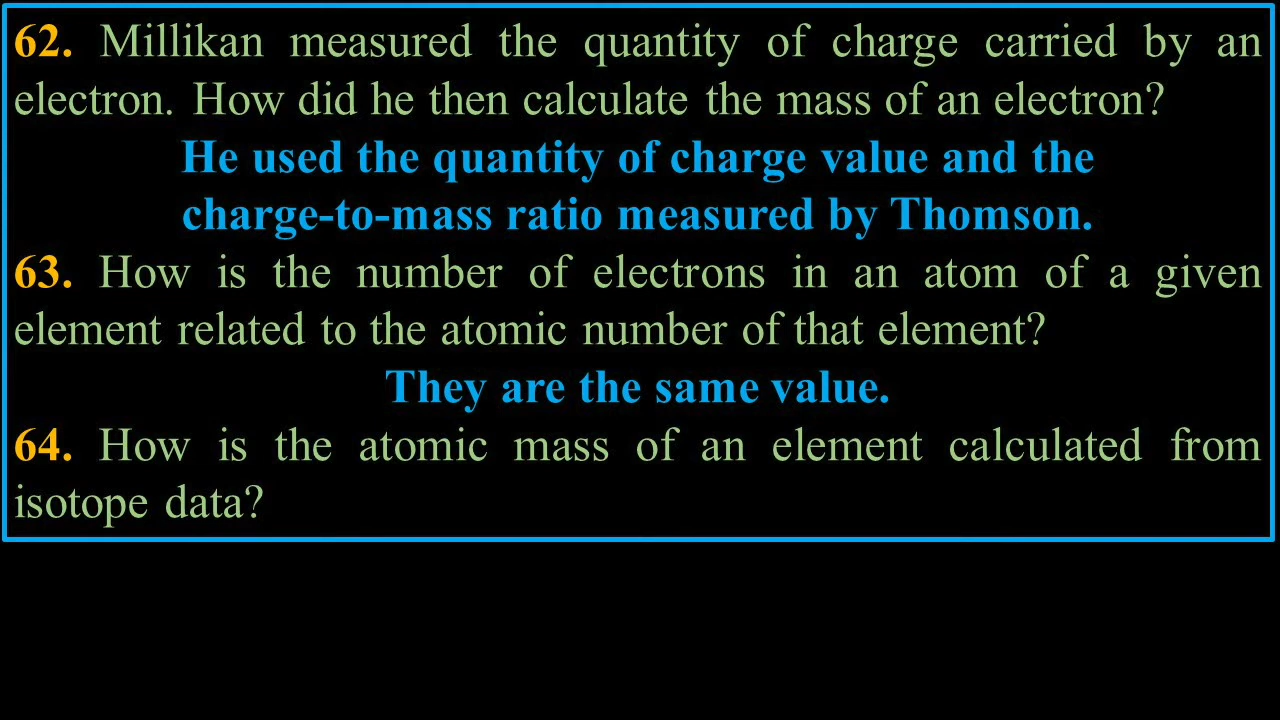 62. Millikan measured the quantity of charge carried by an
electron. How did he then calculate the mass of an electron?
He used the quantity of charge value and the
charge-to-mass ratio measured by Thomson.
63. How is the number of electrons in an atom of a given
element related to the atomic number of that element?
They are the same value.
64. How is the atomic mass of an element calculated from
isotope data?